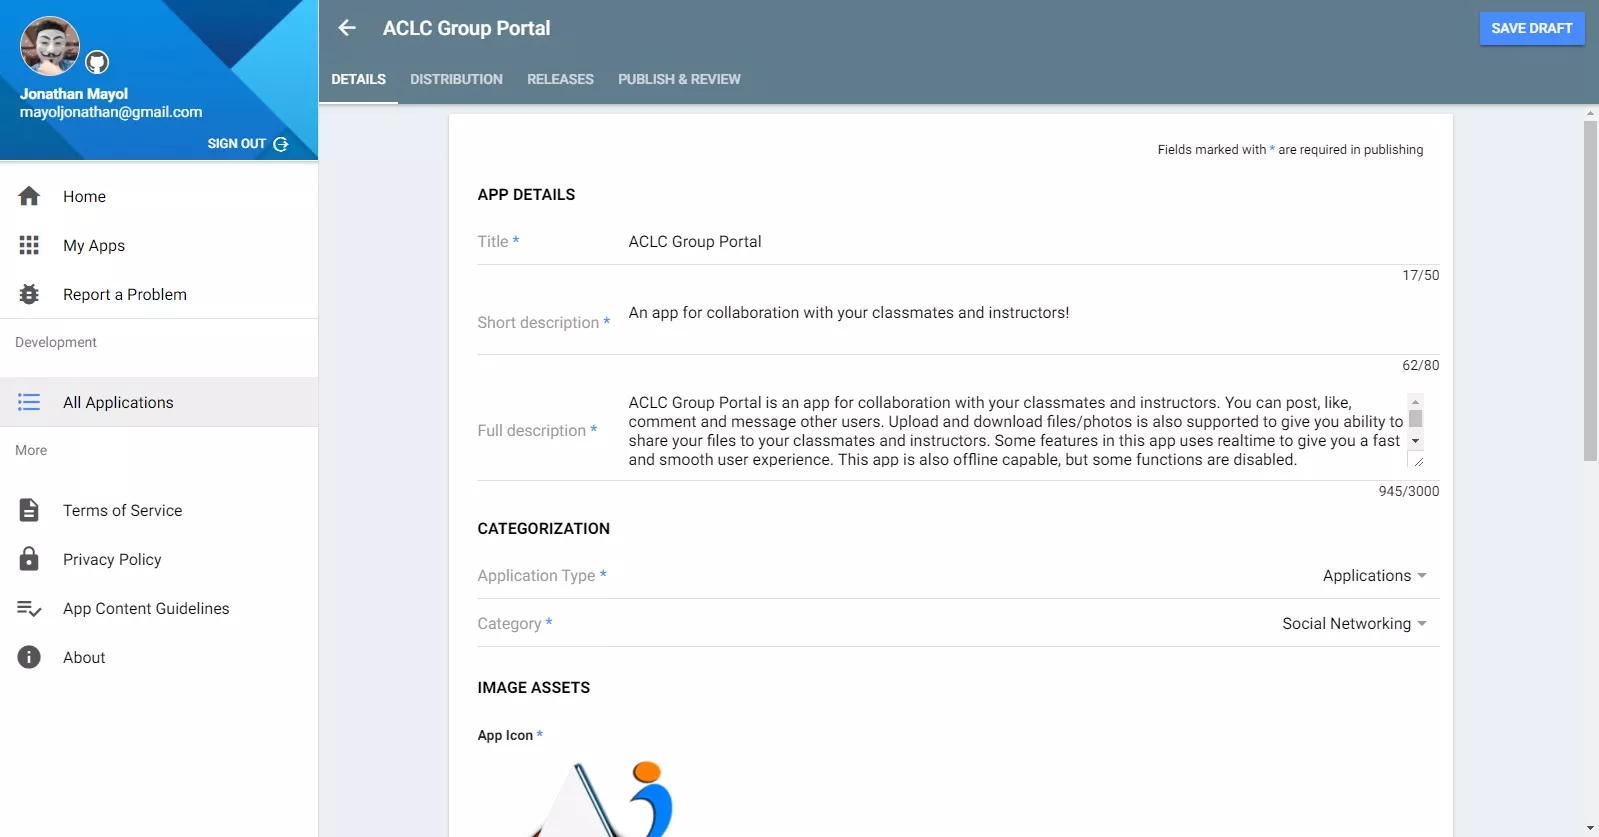 Jonathan Mayol
mayoljonathan@gmail.com
SIGN OUT
Home
My Apps
Report a Problem
Development
All Applications
More
Terms of Service
Privacy Policy
App Content Guidelines
About
ACLC Group Portal
SAVE DRAFT
DETAILS DISTRIBUTION RELEASES PUBLISH & REVIEW
Fields marked with * are required in publishing
APP DETAILS
Title * ACLC Group Portal
17/50
Short description * An app for collaboration with your classmates and instructors!
62/80
Full description *
ACLC Group Portal is an app for collaboration with your classmates and instructors. You can post, like,
comment and message other users. Upload and download files/photos is also supported to give you ability to
share your files to your classmates and instructors. Some features in this app uses realtime to give you a fast
and smooth user experience. This app is also offline capable, but some functions are disabled.
945/3000
CATEGORIZATION
Application Type * Applications
Category * Social Networking
IMAGE ASSETS
App Icon *